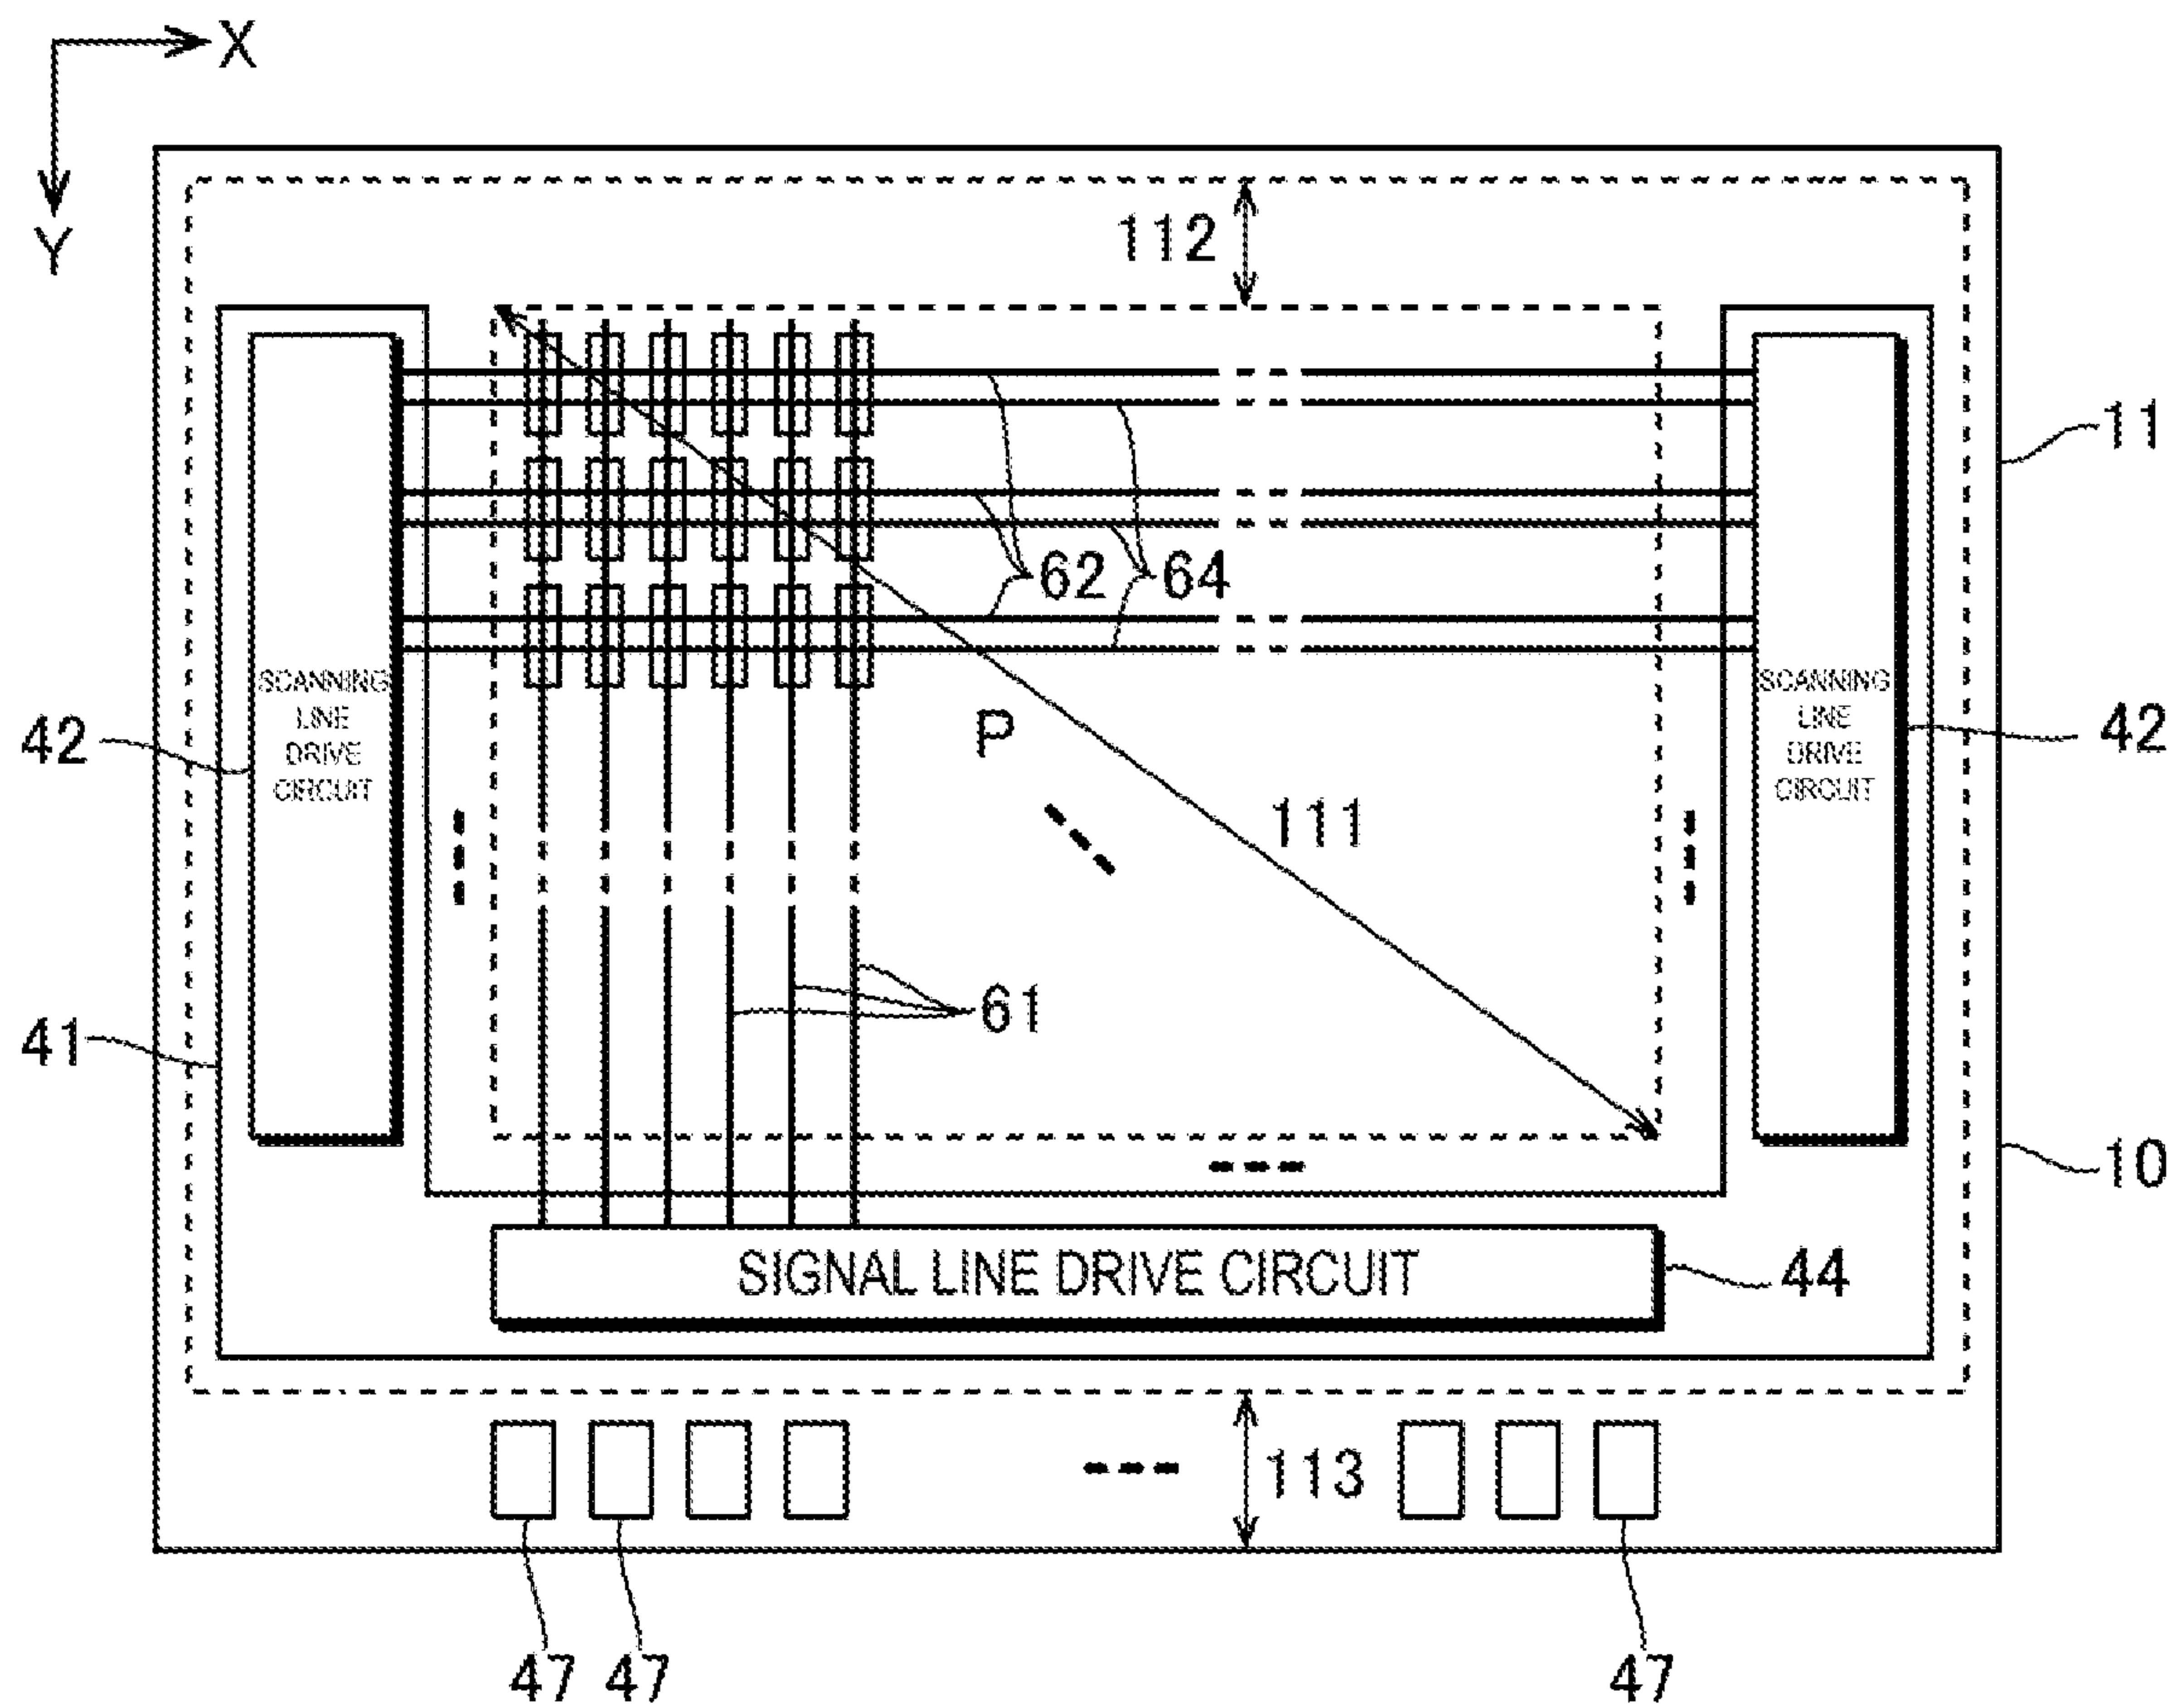 X
Y
112
11
62 64
SCANNING
LINE
DRIVE
CIRCUIT
SCANNING
LINE
DRIVE
CIRCUIT
42
P
42
111
61
41
10
SIGNAL LINE DRIVE CIRCUIT
44
113
47 47 47